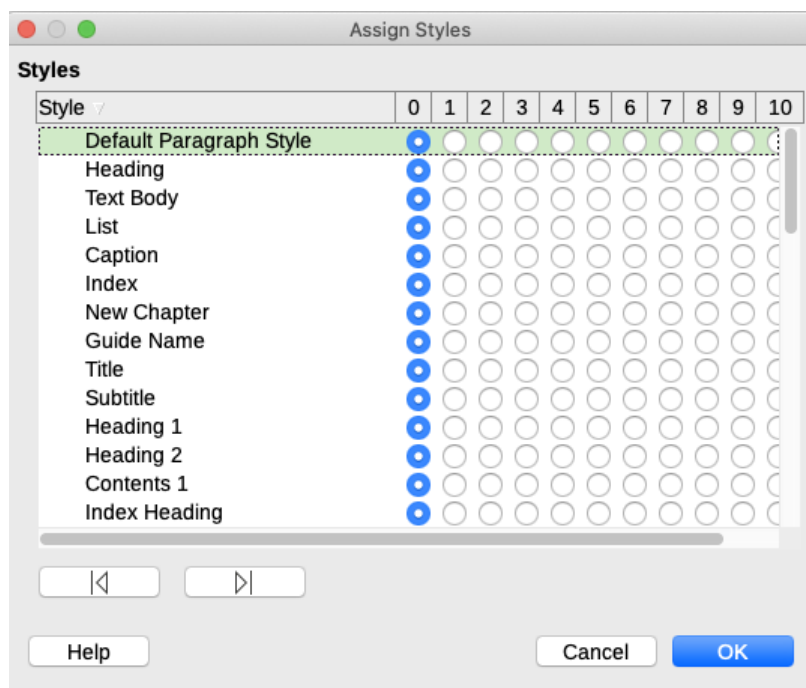 Assign Styles
Styles
Style 0 1 2 3 4 5 6 7 8 9 10
Default Paragraph Style
Heading
Text Body
List
Caption
Index
New Chapter
Guide Name
Title
Subtitle
Heading 1
Heading 2
Contents 1
Index Heading
Help Cancel OK